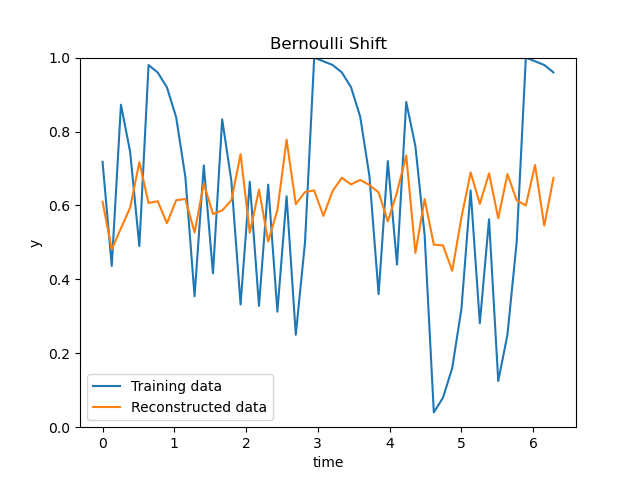 Bernoulli Shift
1.0
0.8
0.6
0.4
0.2
0.0
y
Training data
Reconstructed data
0 1 2 3 4 5 6
time